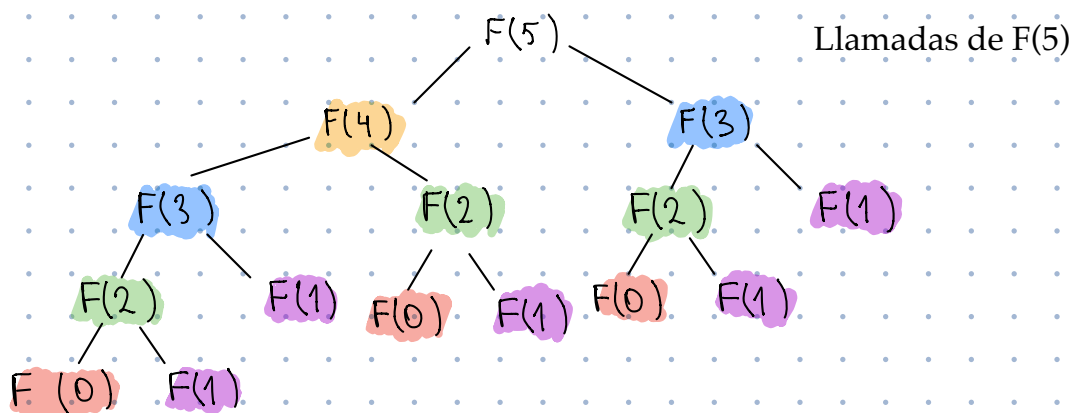 F(5) Llamadas de F(5)
F(4) F(3)
F(3) F(2) F(2) F(1)
F(2) F(1) F(0) F(1) F(0) F(1)
F (0) F(1)